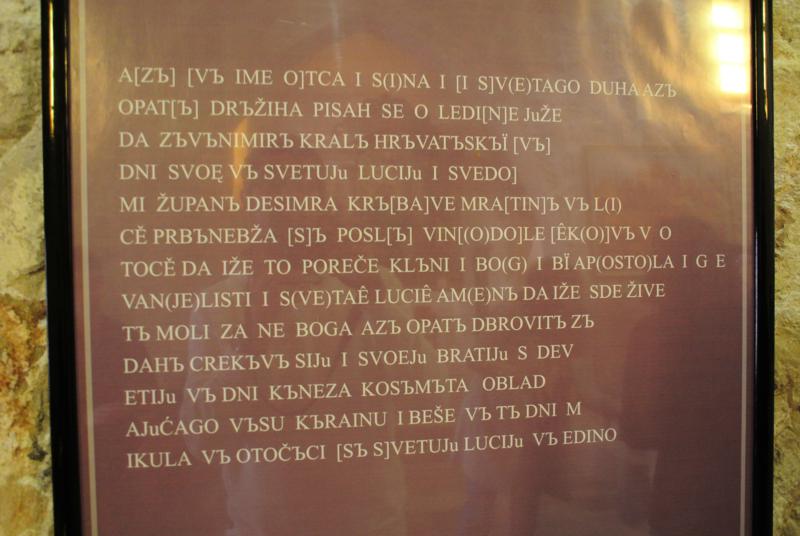 A[ZЪ] [VЪ IME O]TCA I S(I)NA I [I S]V(E)TAGO DUHA AZЪ
OPAT[Ъ] DRЪŽIHA PISAH SE O LEDI[N]E JuŽE
DA ZЪVЪNIMIRЪ KRALЪ HRЪVATЪSKЪÏ [VЪ]
DNI SVOĘ VЪ SVETUJu LUCIJu I SVEDO]
MI ŽUPANЪ DESIMRA KRЪ[BA]VE MRA[TIN]Ъ VЪ L(I)
CĚ PRBЪNEBŽA [S]Ъ POSL[Ъ] VIN[(O)DO]LE [ÊK(O)]VЪ V O
TOCĚ DA IŽE TO POREČE KLЪNI I BO(G) I BЇ AP(OSTO)LA I G E
VAN(JE)LISTI I S(VE)TAÊ LUCIÊ AM(E)NЪ DA IŽE SDE ŽIVE
TЪ MOLI ZA NE BOGA AZЪ OPATЪ DBROVITЪ ZЪ
DAHЪ CREKЪVЪ SIJu I SVOEJu BRATIJu S DEV
ETIJu VЪ DNI KЪNEZA KOSЪMЪTA OBLAD
AJuĆAGO VЪSU KЪRAINU I BEŠE VЪ TЪ DNI M
IKULA VЪ OTOČЪCI [SЪ S]VETUJu LUCIJu VЪ EDINO